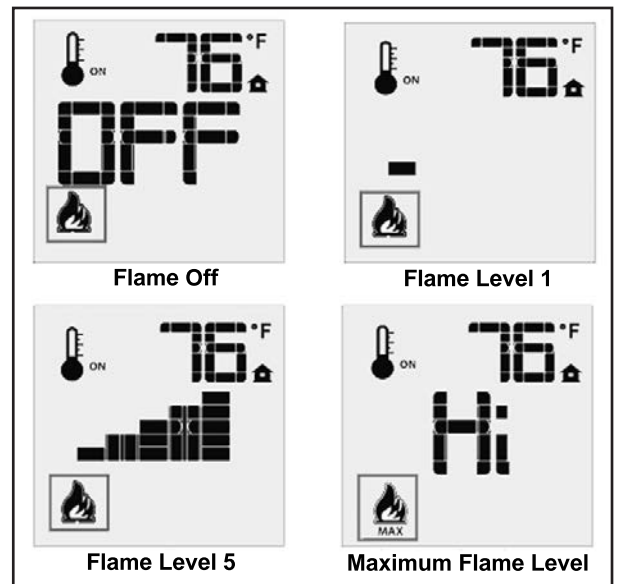 ON 76 °F
OFF
Flame Off
ON 76 °F
Flame Level 1
ON 76 °F
Flame Level 5
ON 76 °F
Hi
MAX
Maximum Flame Level